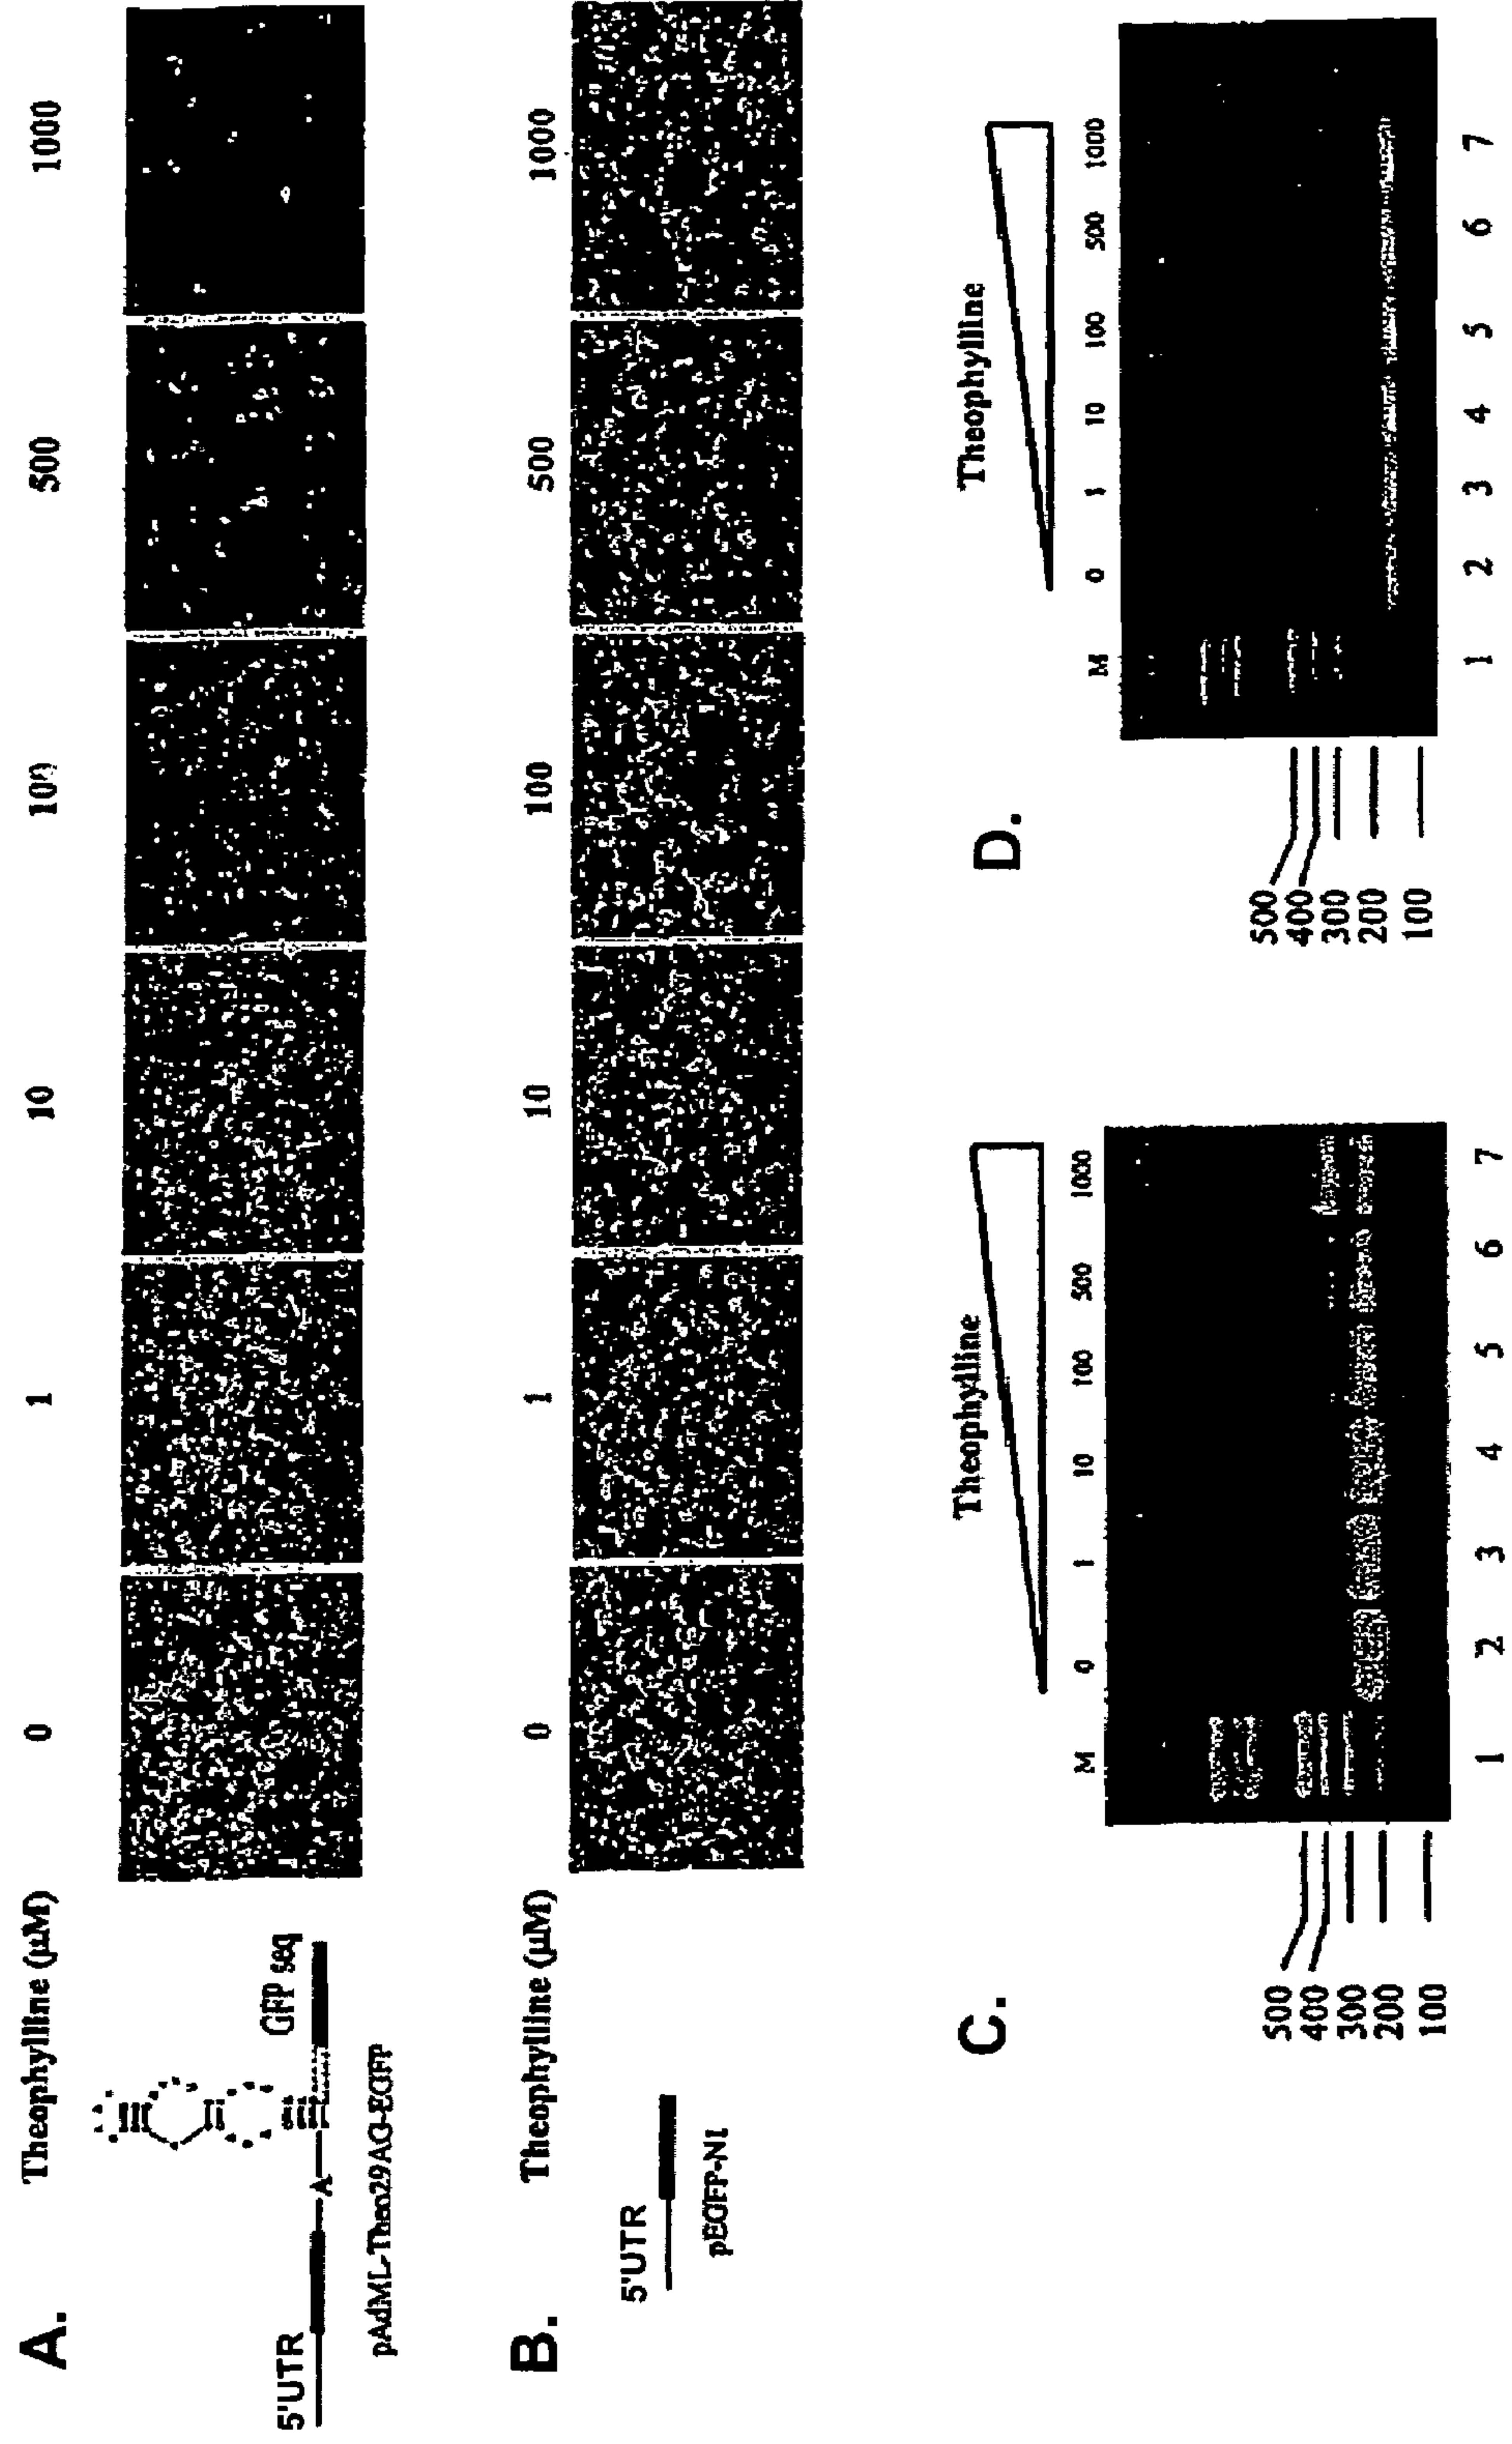 A.
Theophylline (µM)
0 1 10 100 500 1000
5'UTR
A
GFP seq
pAdML-Theo29AG-EGFP
B.
Theophylline (µM)
0 1 10 100 500 1000
5'UTR
pEGFP-N1
C.
Theophylline
M 0 1 10 100 500 1000
500
400
300
200
100
1 2 3 4 5 6 7
D.
Theophylline
M 0 1 10 100 500 1000
500
400
300
200
100
1 2 3 4 5 6 7